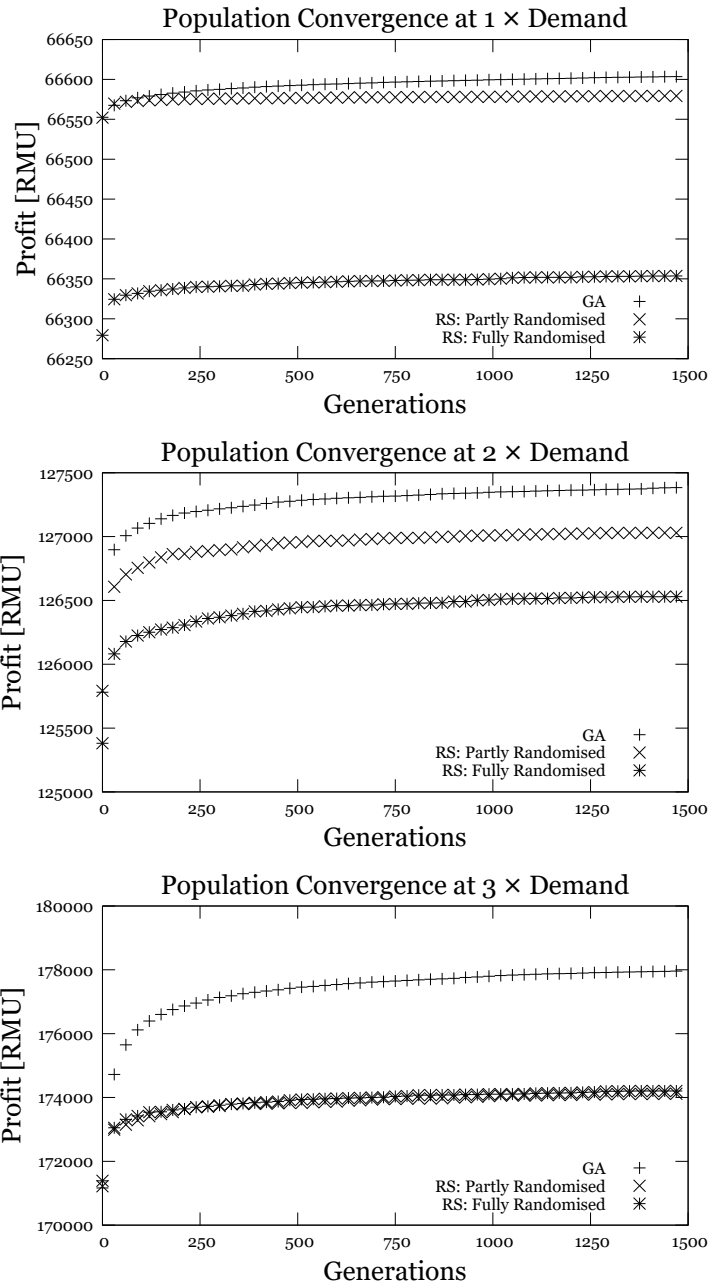 Population Convergence at 1 × Demand
66650
66600
66550
66500
66450
66400
66350
66300
66250
Profit [RMU]
GA
RS: Partly Randomised
RS: Fully Randomised
0 250 500 750 1000 1250 1500
Generations
Population Convergence at 2 × Demand
127500
127000
126500
126000
125500
125000
Profit [RMU]
GA
RS: Partly Randomised
RS: Fully Randomised
0 250 500 750 1000 1250 1500
Generations
Population Convergence at 3 × Demand
180000
178000
176000
174000
172000
170000
Profit [RMU]
GA
RS: Partly Randomised
RS: Fully Randomised
0 250 500 750 1000 1250 1500
Generations